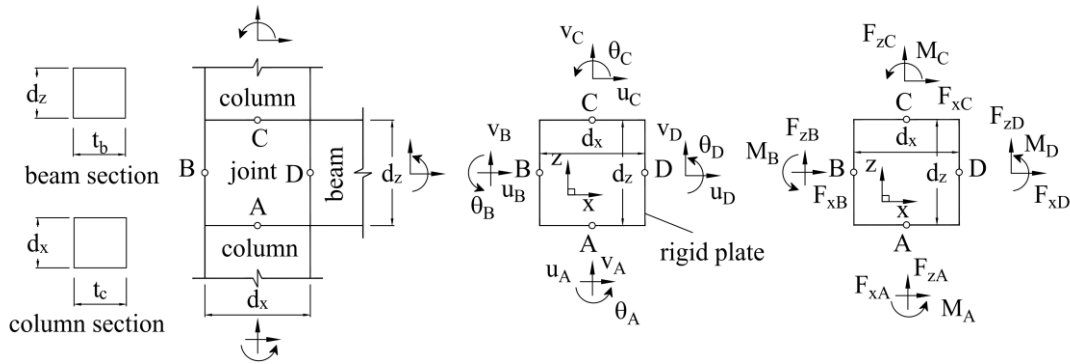 d_z
t_b
beam section
d_x
t_c
column section
column
C
B
joint
D
A
column
d_x
beam
d_z
v_C
θ_C
u_C
C
d_x
v_B
B
u_B
θ_B
z
x
d_z
v_D
θ_D
D
u_D
A
rigid plate
u_A
v_A
θ_A
F_zC
M_C
F_xC
C
d_x
F_zB
M_B
B
F_xB
z
x
d_z
F_zD
M_D
D
F_xD
A
F_zA
F_xA
M_A